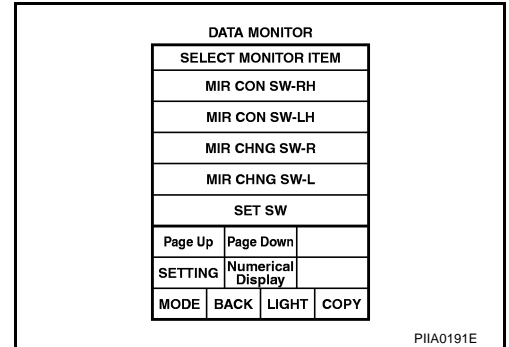 DATA MONITOR
SELECT MONITOR ITEM
MIR CON SW-RH
MIR CON SW-LH
MIR CHNG SW-R
MIR CHNG SW-L
SET SW
Page Up Page Down
SETTING Numerical Display
MODE BACK LIGHT COPY
PIIA0191E